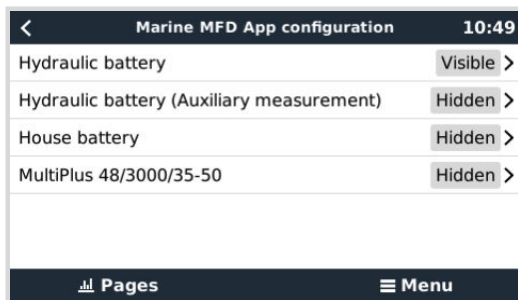 Marine MFD App configuration 10:49
Hydraulic battery Visible
Hydraulic battery (Auxiliary measurement) Hidden
House battery Hidden
MultiPlus 48/3000/35-50 Hidden
Pages Menu